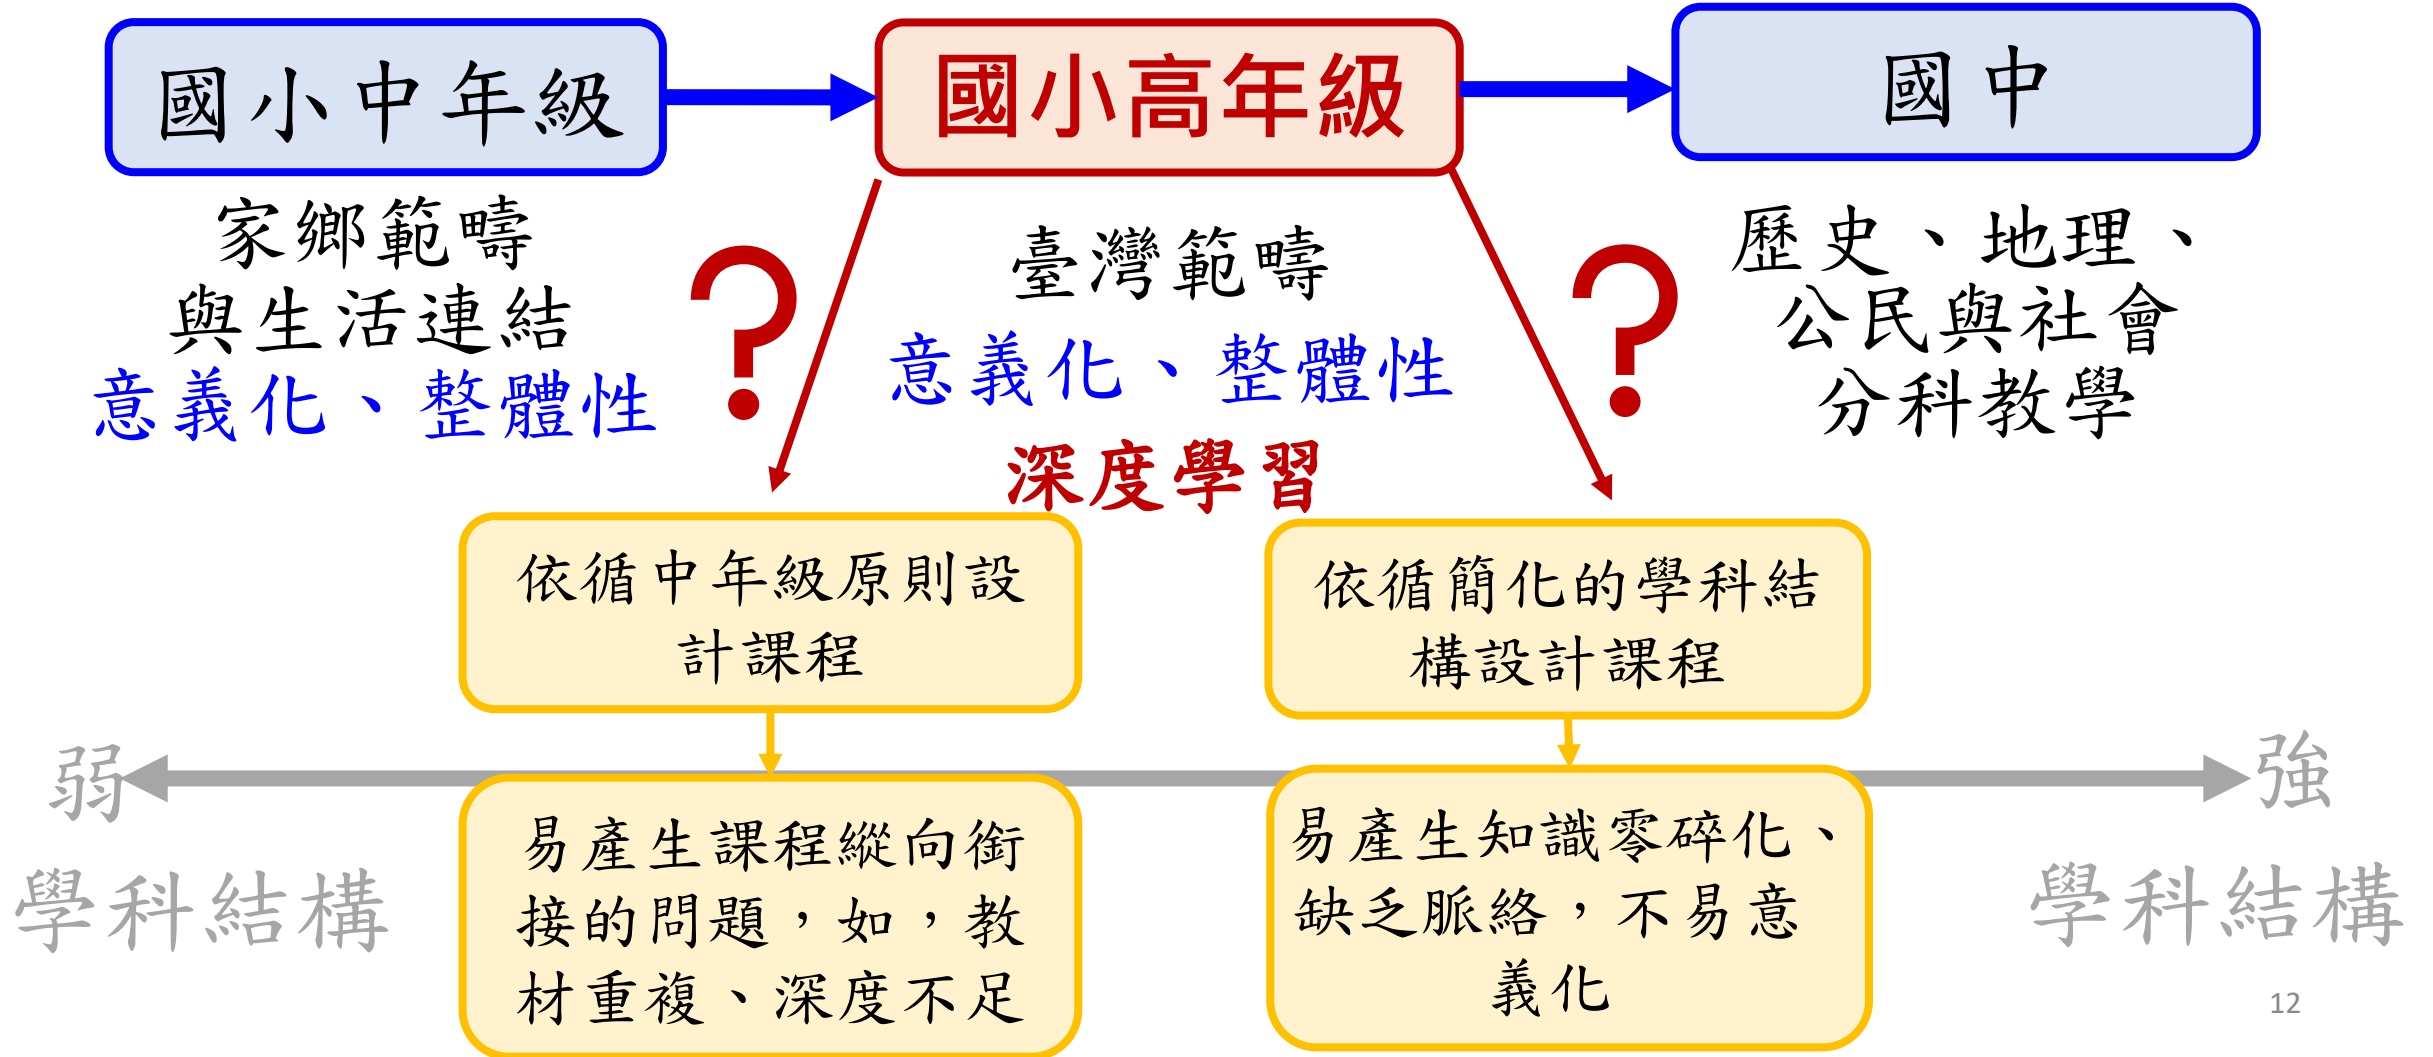 國小中年級
國小高年級
國中
家鄉範疇
與生活連結
意義化、整體性
?
臺灣範疇
意義化、整體性
深度學習
?
歷史、地理、
公民與社會
分科教學
依循中年級原則設
計課程
依循簡化的學科結
構設計課程
弱
學科結構
易產生課程縱向銜
接的問題，如，教
材重複、深度不足
易產生知識零碎化、
缺乏脈絡，不易意
義化
強
學科結構
12